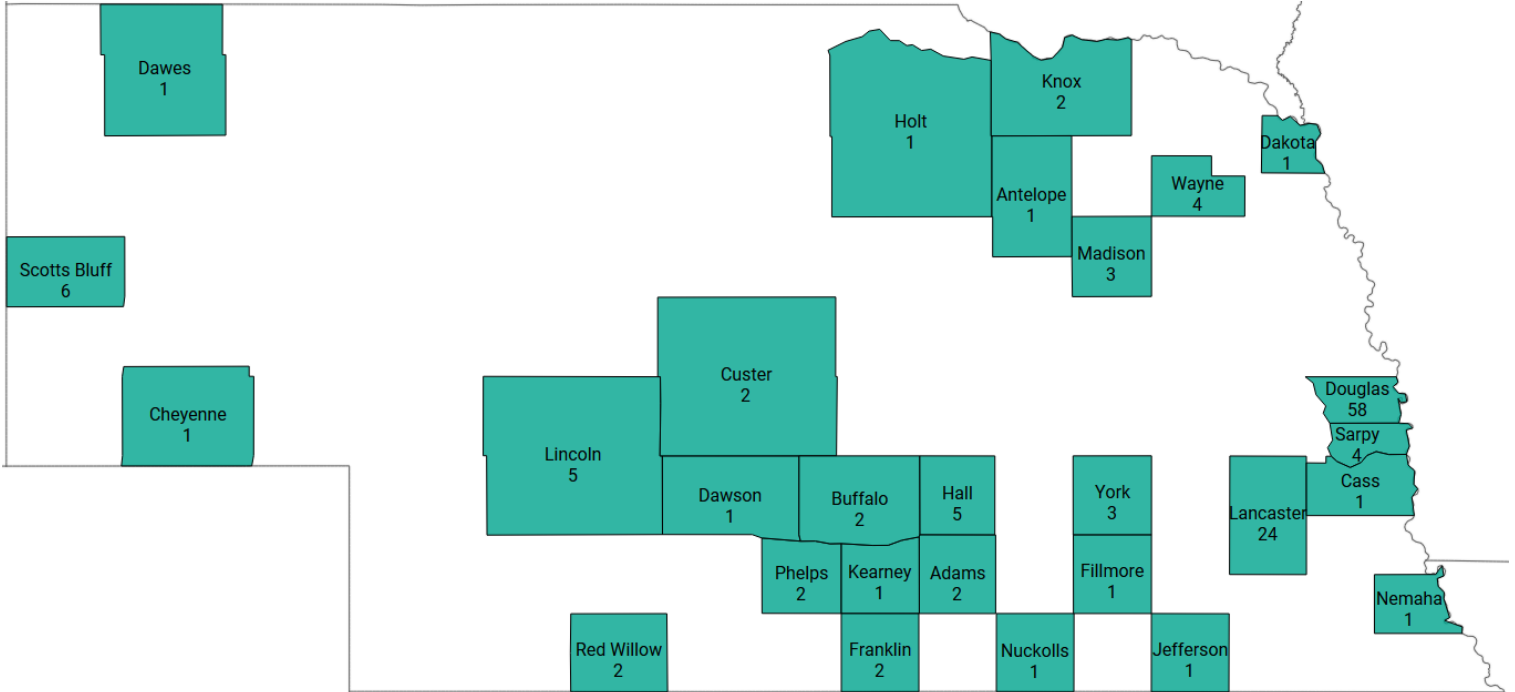 Dawes
1
Knox
2
Holt
1
Dakota
1
Antelope
1
Wayne
4
Madison
3
Scotts Bluff
6
Custer
2
Cheyenne
1
Douglas
58
Sarpy
4
Lincoln
5
Cass
1
Dawson
1
Buffalo
2
Hall
5
York
3
Lancaster
24
Phelps
2
Kearney
1
Adams
2
Fillmore
1
Nemaha
1
Red Willow
2
Franklin
2
Nuckolls
1
Jefferson
1